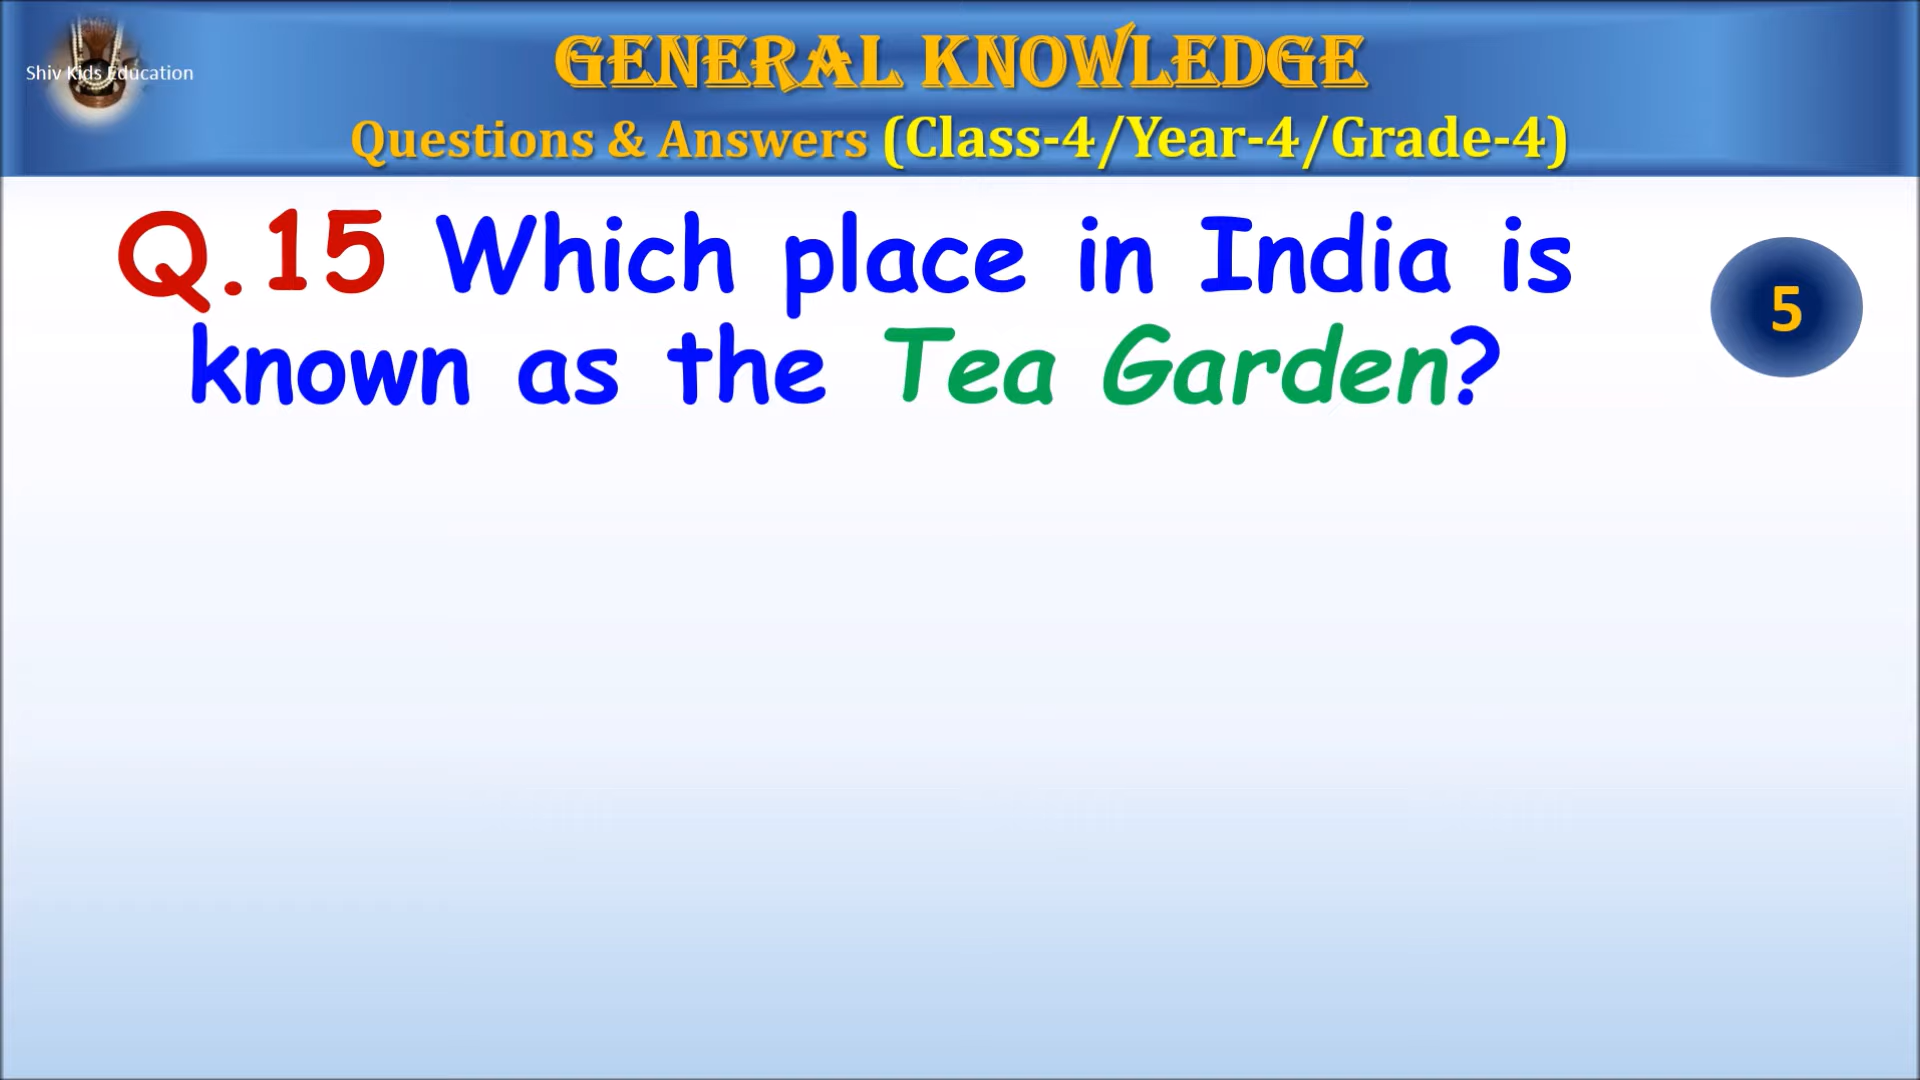 Shiv Kids Education
GENERAL KNOWLEDGE
Questions & Answers (Class-4/Year-4/Grade-4)
Q.15 Which place in India is
known as the Tea Garden?
5